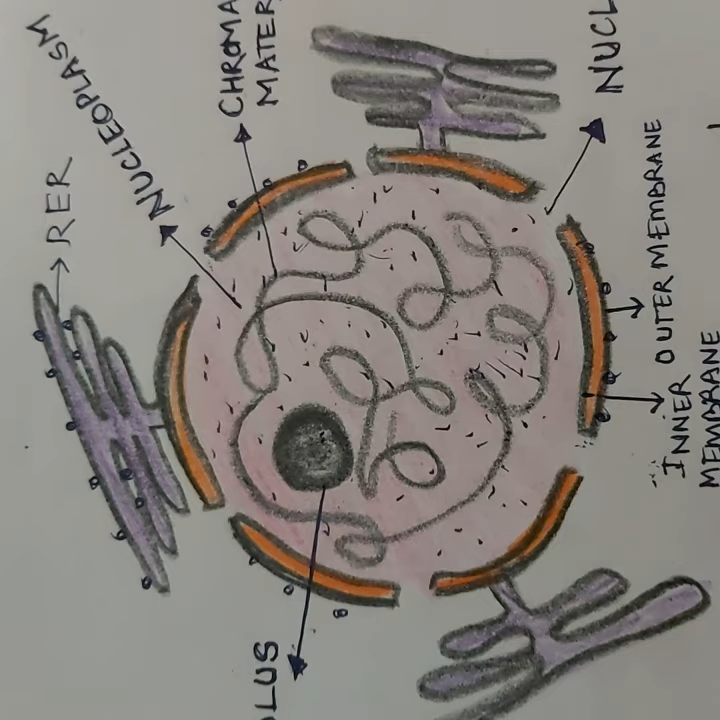 NUCLEOPLASM
CHROMA
MATER
NUCL
RER
OUTER MEMBRANE
INNER
MEMBRANE
LUS